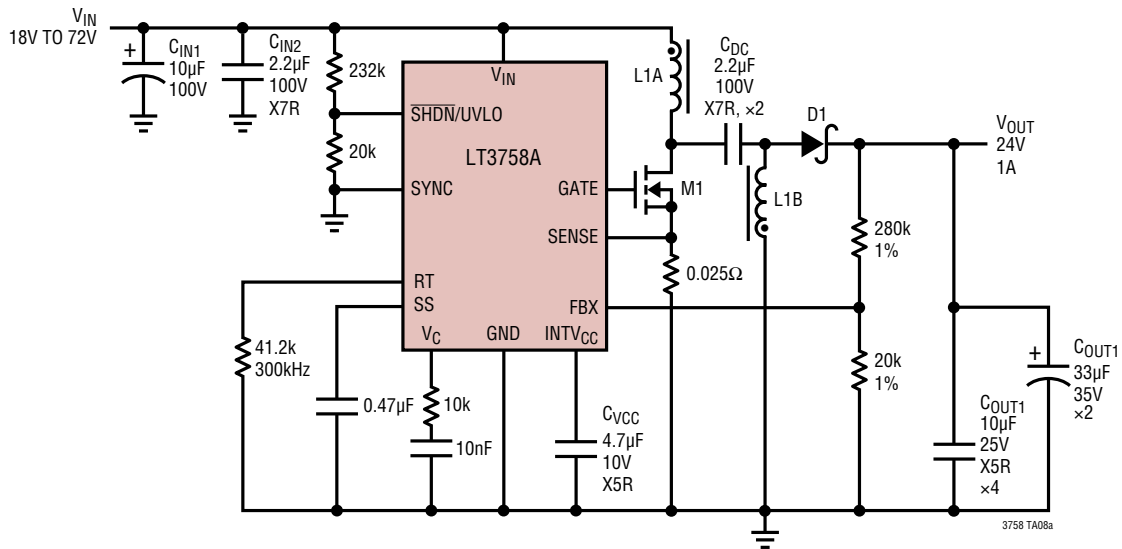 VIN
18V TO 72V
CIN1
10µF
100V
+
CIN2
2.2µF
100V
X7R
232k
20k
VIN
SHDN/UVLO
LT3758A
SYNC
GATE
SENSE
RT
SS
VC
GND
INTVCC
FBX
L1A
CDC
2.2µF
100V
X7R, ×2
D1
M1
L1B
0.025Ω
VOUT
24V
1A
280k
1%
20k
1%
41.2k
300kHz
0.47µF
10k
10nF
CVCC
4.7µF
10V
X5R
COUT1
10µF
25V
X5R
×4
+
COUT1
33µF
35V
×2
3758 TA08a